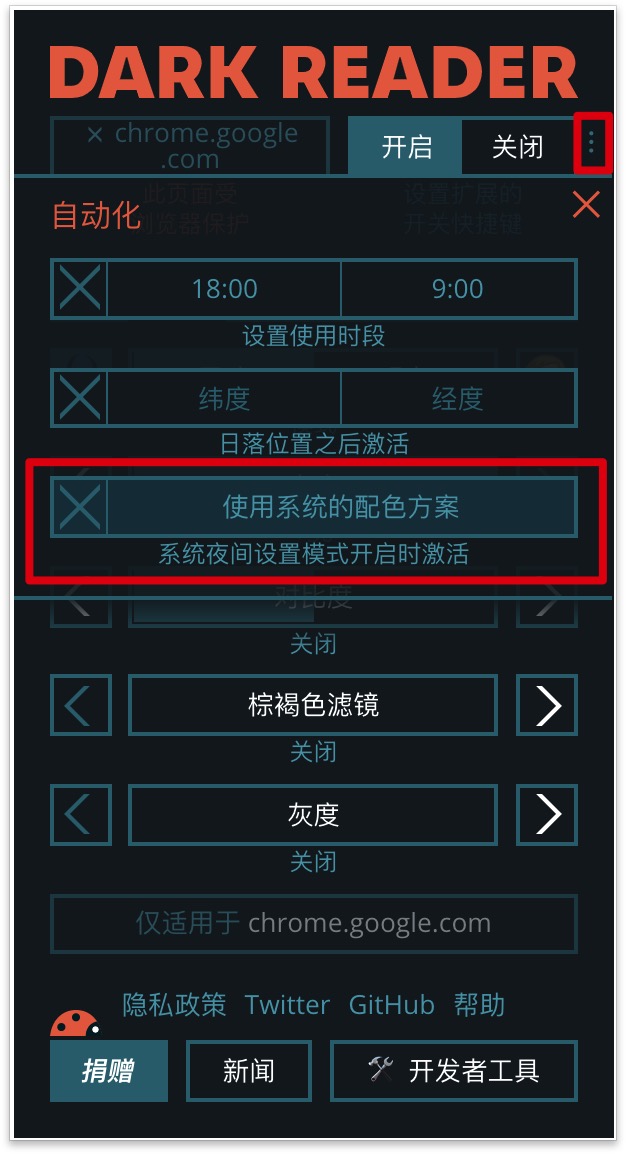 DARK READER
chrome.google
.com
开启
关闭
此页面受
浏览器保护
设置扩展的
开关快捷键
自动化
18:00
9:00
设置使用时段
纬度
经度
日落位置之后激活
使用系统的配色方案
系统夜间设置模式开启时激活
对比度
关闭
棕褐色滤镜
关闭
灰度
关闭
仅适用于 chrome.google.com
隐私政策 Twitter GitHub 帮助
捐赠
新闻
开发者工具